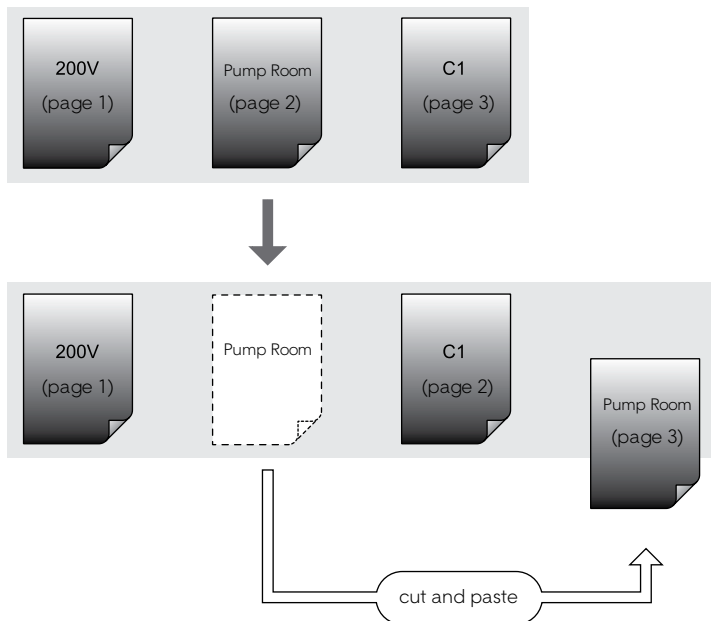 200V
(page 1)
Pump Room
(page 2)
C1
(page 3)
200V
(page 1)
Pump Room
C1
(page 2)
Pump Room
(page 3)
cut and paste